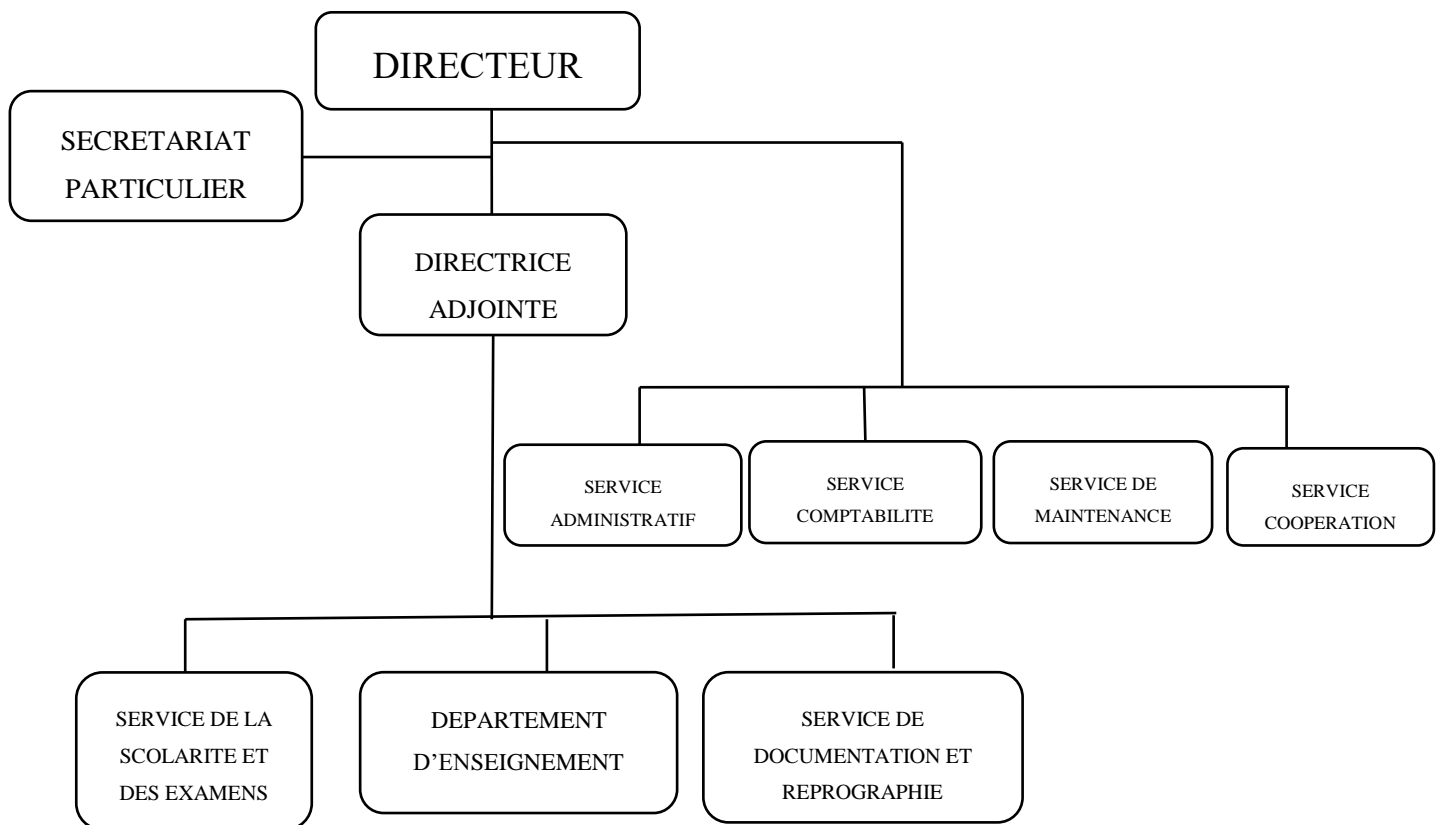 DIRECTEUR
SECRETARIAT
PARTICULIER
DIRECTRICE
ADJOINTE
SERVICE
ADMINISTRATIF
SERVICE
COMPTABILITE
SERVICE DE
MAINTENANCE
SERVICE
COOPERATION
SERVICE DE LA
SCOLARITE ET
DES EXAMENS
DEPARTEMENT
D’ENSEIGNEMENT
SERVICE DE
DOCUMENTATION ET
REPROGRAPHIE